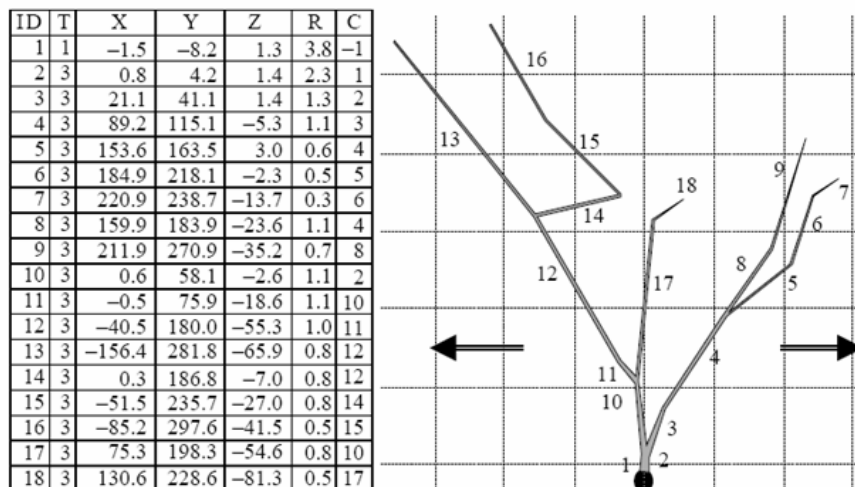 ID T X Y Z R C
1 1 −1.5 −8.2 1.3 3.8 −1
2 3 0.8 4.2 1.4 2.3 1
3 3 21.1 41.1 1.4 1.3 2
4 3 89.2 115.1 −5.3 1.1 3
5 3 153.6 163.5 3.0 0.6 4
6 3 184.9 218.1 −2.3 0.5 5
7 3 220.9 238.7 −13.7 0.3 6
8 3 159.9 183.9 −23.6 1.1 4
9 3 211.9 270.9 −35.2 0.7 8
10 3 0.6 58.1 −2.6 1.1 2
11 3 −0.5 75.9 −18.6 1.1 10
12 3 −40.5 180.0 −55.3 1.0 11
13 3 −156.4 281.8 −65.9 0.8 12
14 3 0.3 186.8 −7.0 0.8 12
15 3 −51.5 235.7 −27.0 0.8 14
16 3 −85.2 297.6 −41.5 0.5 15
17 3 75.3 198.3 −54.6 0.8 10
18 3 130.6 228.6 −81.3 0.5 17
16
13
15
9
18
7
14
6
12
8
17
5
4
11
10
3
1
2